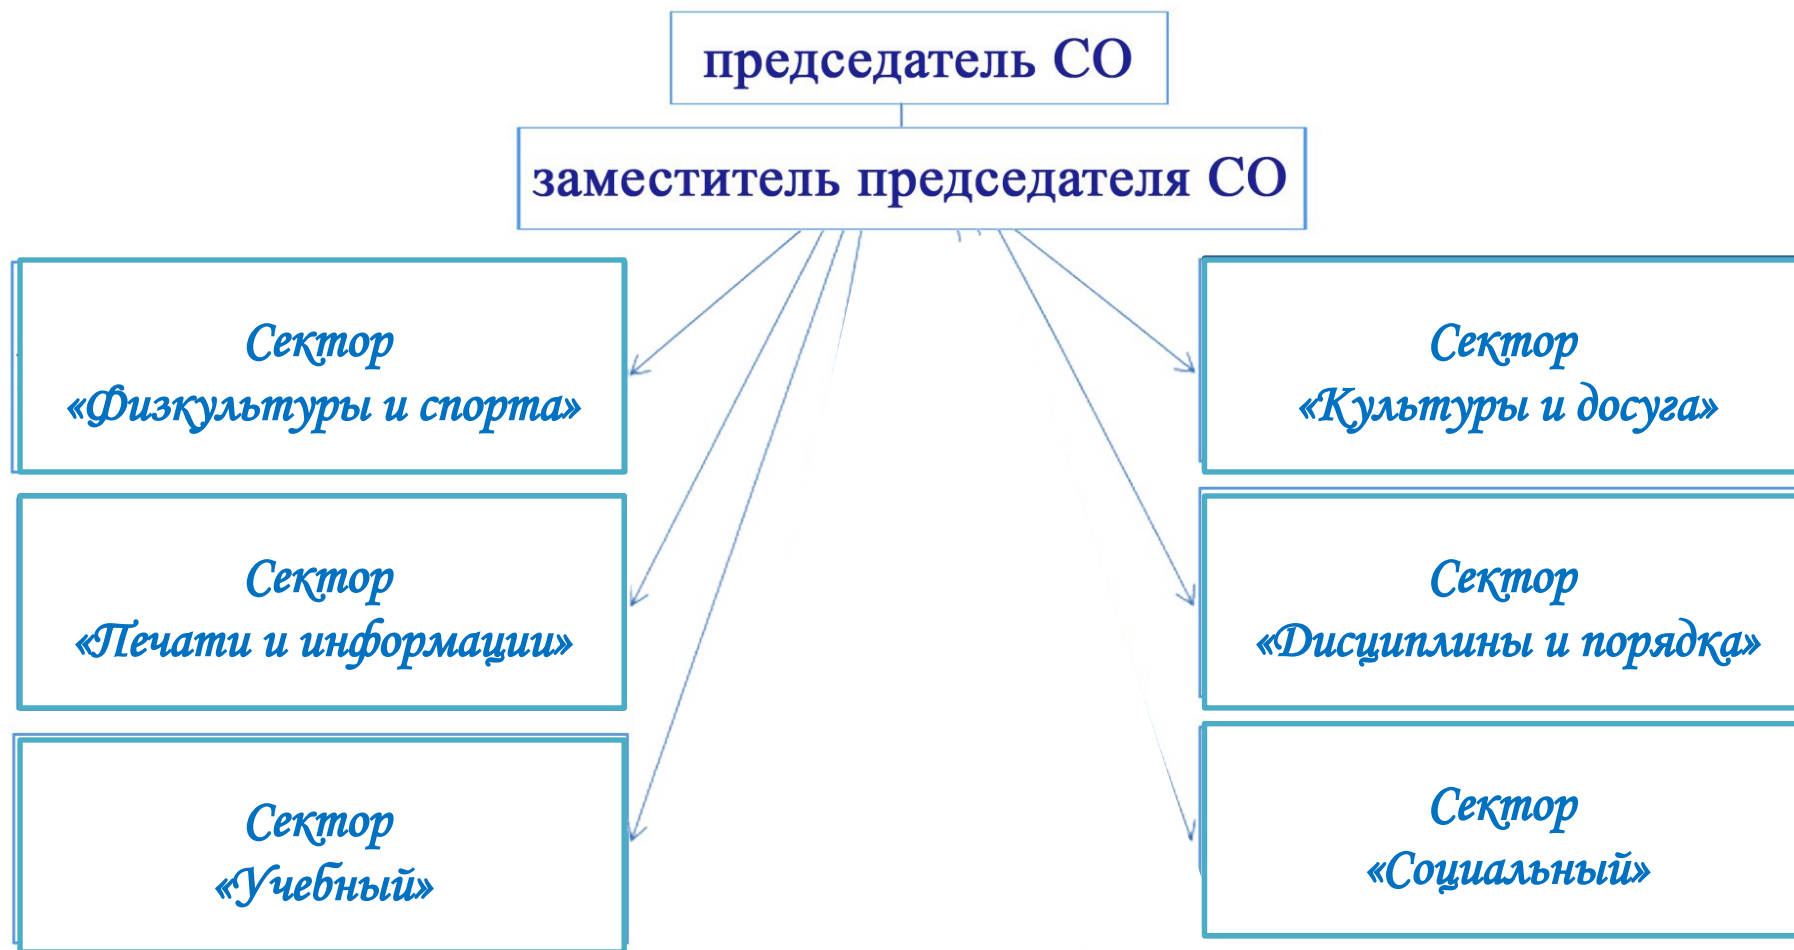 председатель СО
заместитель председателя СО
Сектор
«Физкультуры и спорта»
Сектор
«Культуры и досуга»
Сектор
«Печати и информации»
Сектор
«Дисциплины и порядка»
Сектор
«Учебный»
Сектор
«Социальный»